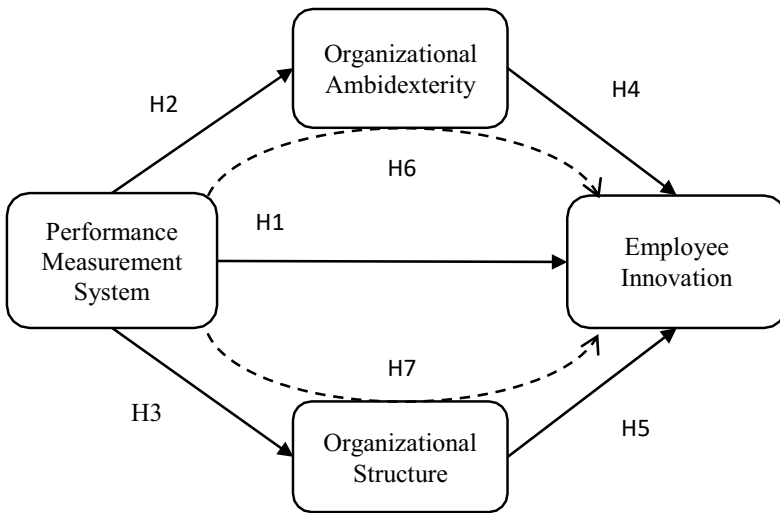 Organizational
Ambidexterity
H2
H4
H6
Performance
Measurement
System
H1
Employee
Innovation
H7
H3
Organizational
Structure
H5